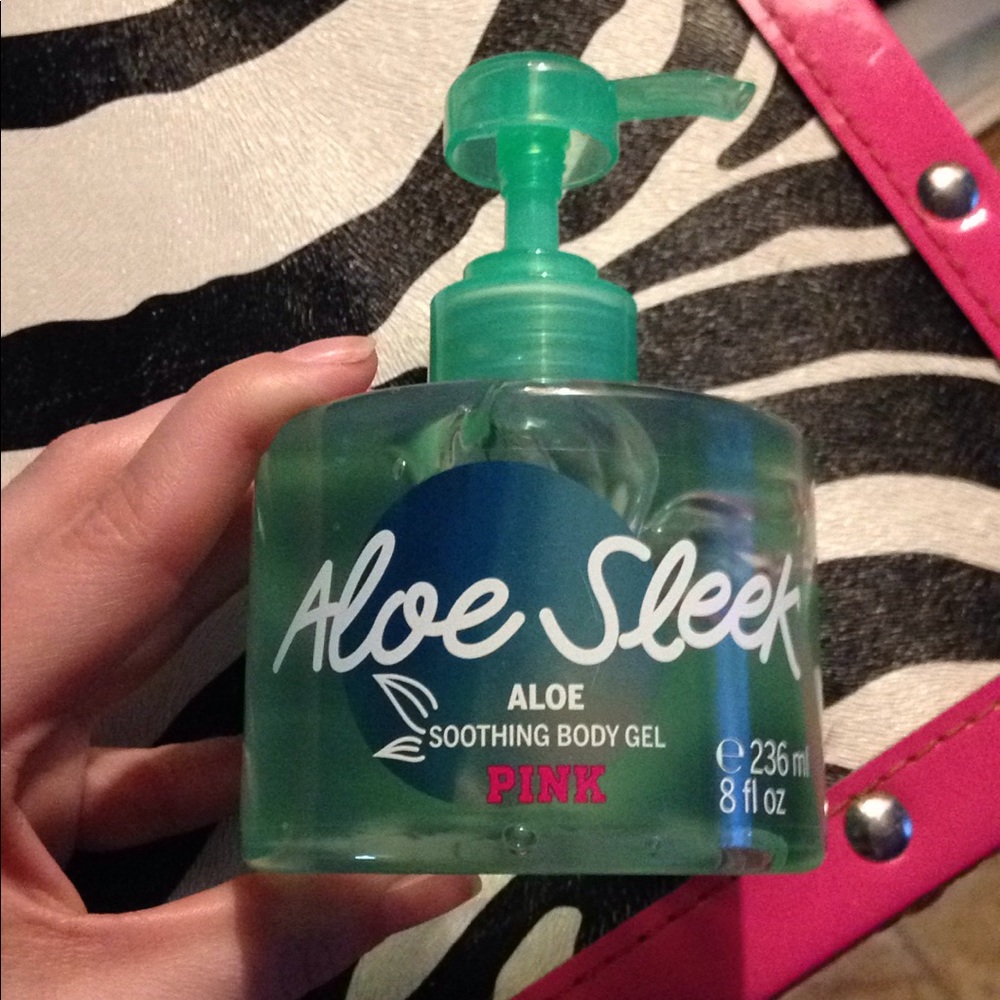 Aloe Sleek
ALOE
SOOTHING BODY GEL
PINK
℮ 236 ml
8 fl oz